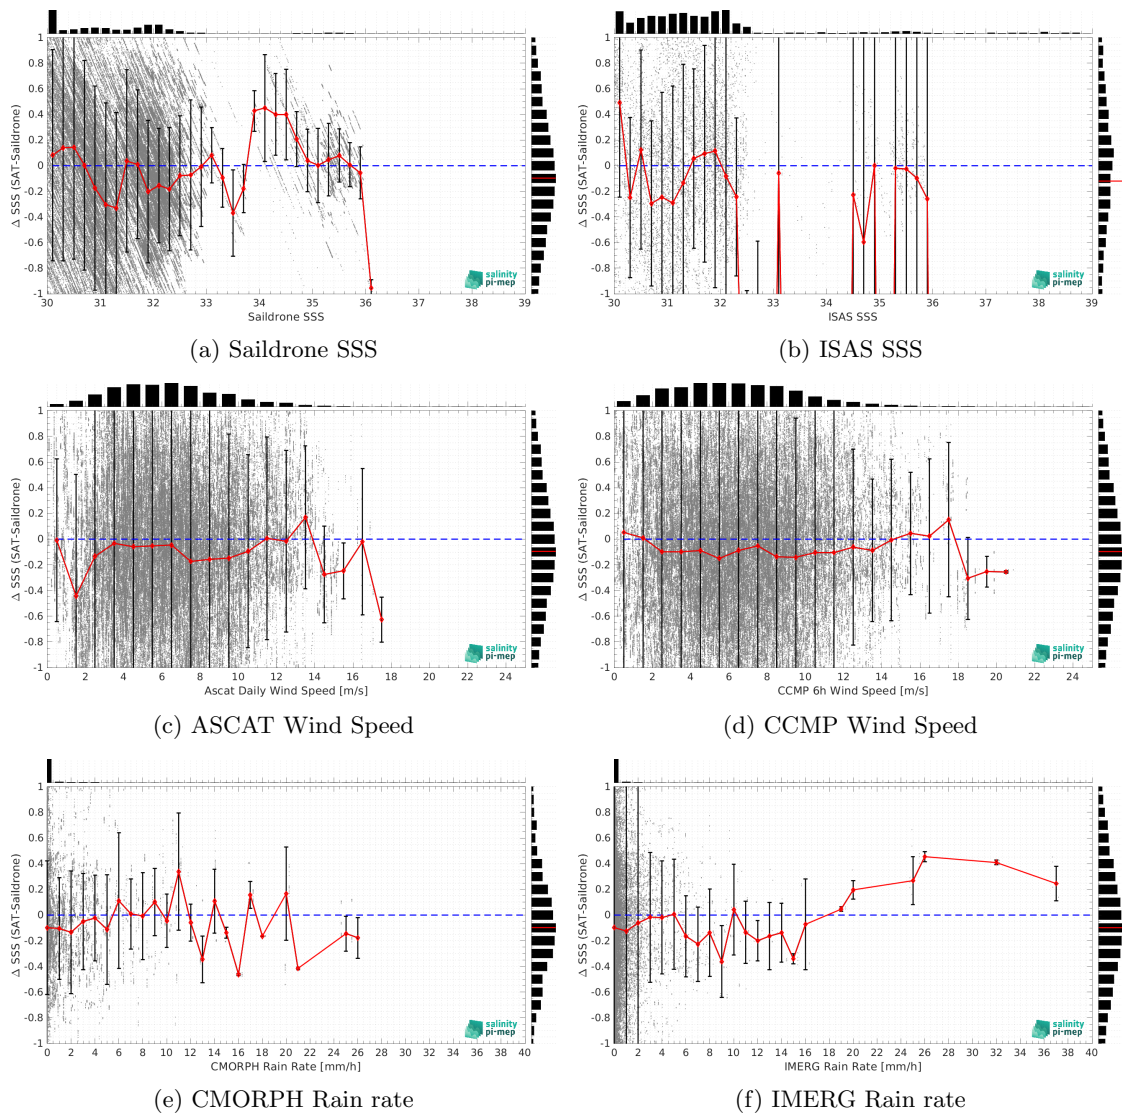 1
0.8
0.6
0.4
0.2
0
-0.2
-0.4
-0.6
-0.8
-1
Δ SSS (SAT-Saildrone)
30 31 32 33 34 35 36 37 38 39
Saildrone SSS
salinity
pi-mep
(a) Saildrone SSS
1
0.8
0.6
0.4
0.2
0
-0.2
-0.4
-0.6
-0.8
-1
Δ SSS (SAT-Saildrone)
30 31 32 33 34 35 36 37 38 39
ISAS SSS
salinity
pi-mep
(b) ISAS SSS
1
0.8
0.6
0.4
0.2
0
-0.2
-0.4
-0.6
-0.8
-1
Δ SSS (SAT-Saildrone)
0 2 4 6 8 10 12 14 16 18 20 22 24
Ascat Daily Wind Speed [m/s]
salinity
pi-mep
(c) ASCAT Wind Speed
1
0.8
0.6
0.4
0.2
0
-0.2
-0.4
-0.6
-0.8
-1
Δ SSS (SAT-Saildrone)
0 2 4 6 8 10 12 14 16 18 20 22 24
CCMP 6h Wind Speed [m/s]
salinity
pi-mep
(d) CCMP Wind Speed
1
0.8
0.6
0.4
0.2
0
-0.2
-0.4
-0.6
-0.8
-1
Δ SSS (SAT-Saildrone)
0 2 4 6 8 10 12 14 16 18 20 22 24 26 28 30 32 34 36 38 40
CMORPH Rain Rate [mm/h]
salinity
pi-mep
(e) CMORPH Rain rate
1
0.8
0.6
0.4
0.2
0
-0.2
-0.4
-0.6
-0.8
-1
Δ SSS (SAT-Saildrone)
0 2 4 6 8 10 12 14 16 18 20 22 24 26 28 30 32 34 36 38 40
IMERG Rain Rate [mm/h]
salinity
pi-mep
(f) IMERG Rain rate